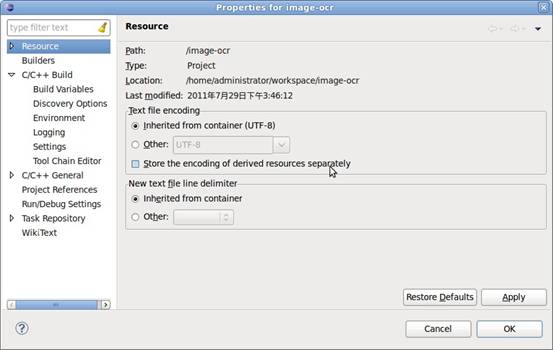 Properties for image-ocr
type filter text
Resource
Builders
C/C++ Build
Build Variables
Discovery Options
Environment
Logging
Settings
Tool Chain Editor
C/C++ General
Project References
Run/Debug Settings
Task Repository
WikiText
Resource
Path: /image-ocr
Type: Project
Location: /home/administrator/workspace/image-ocr
Last modified: 2011年7月29日下午3:46:12
Text file encoding
Inherited from container (UTF-8)
Other: UTF-8
Store the encoding of derived resources separately
New text file line delimiter
Inherited from container
Other:
Restore Defaults Apply
? Cancel OK